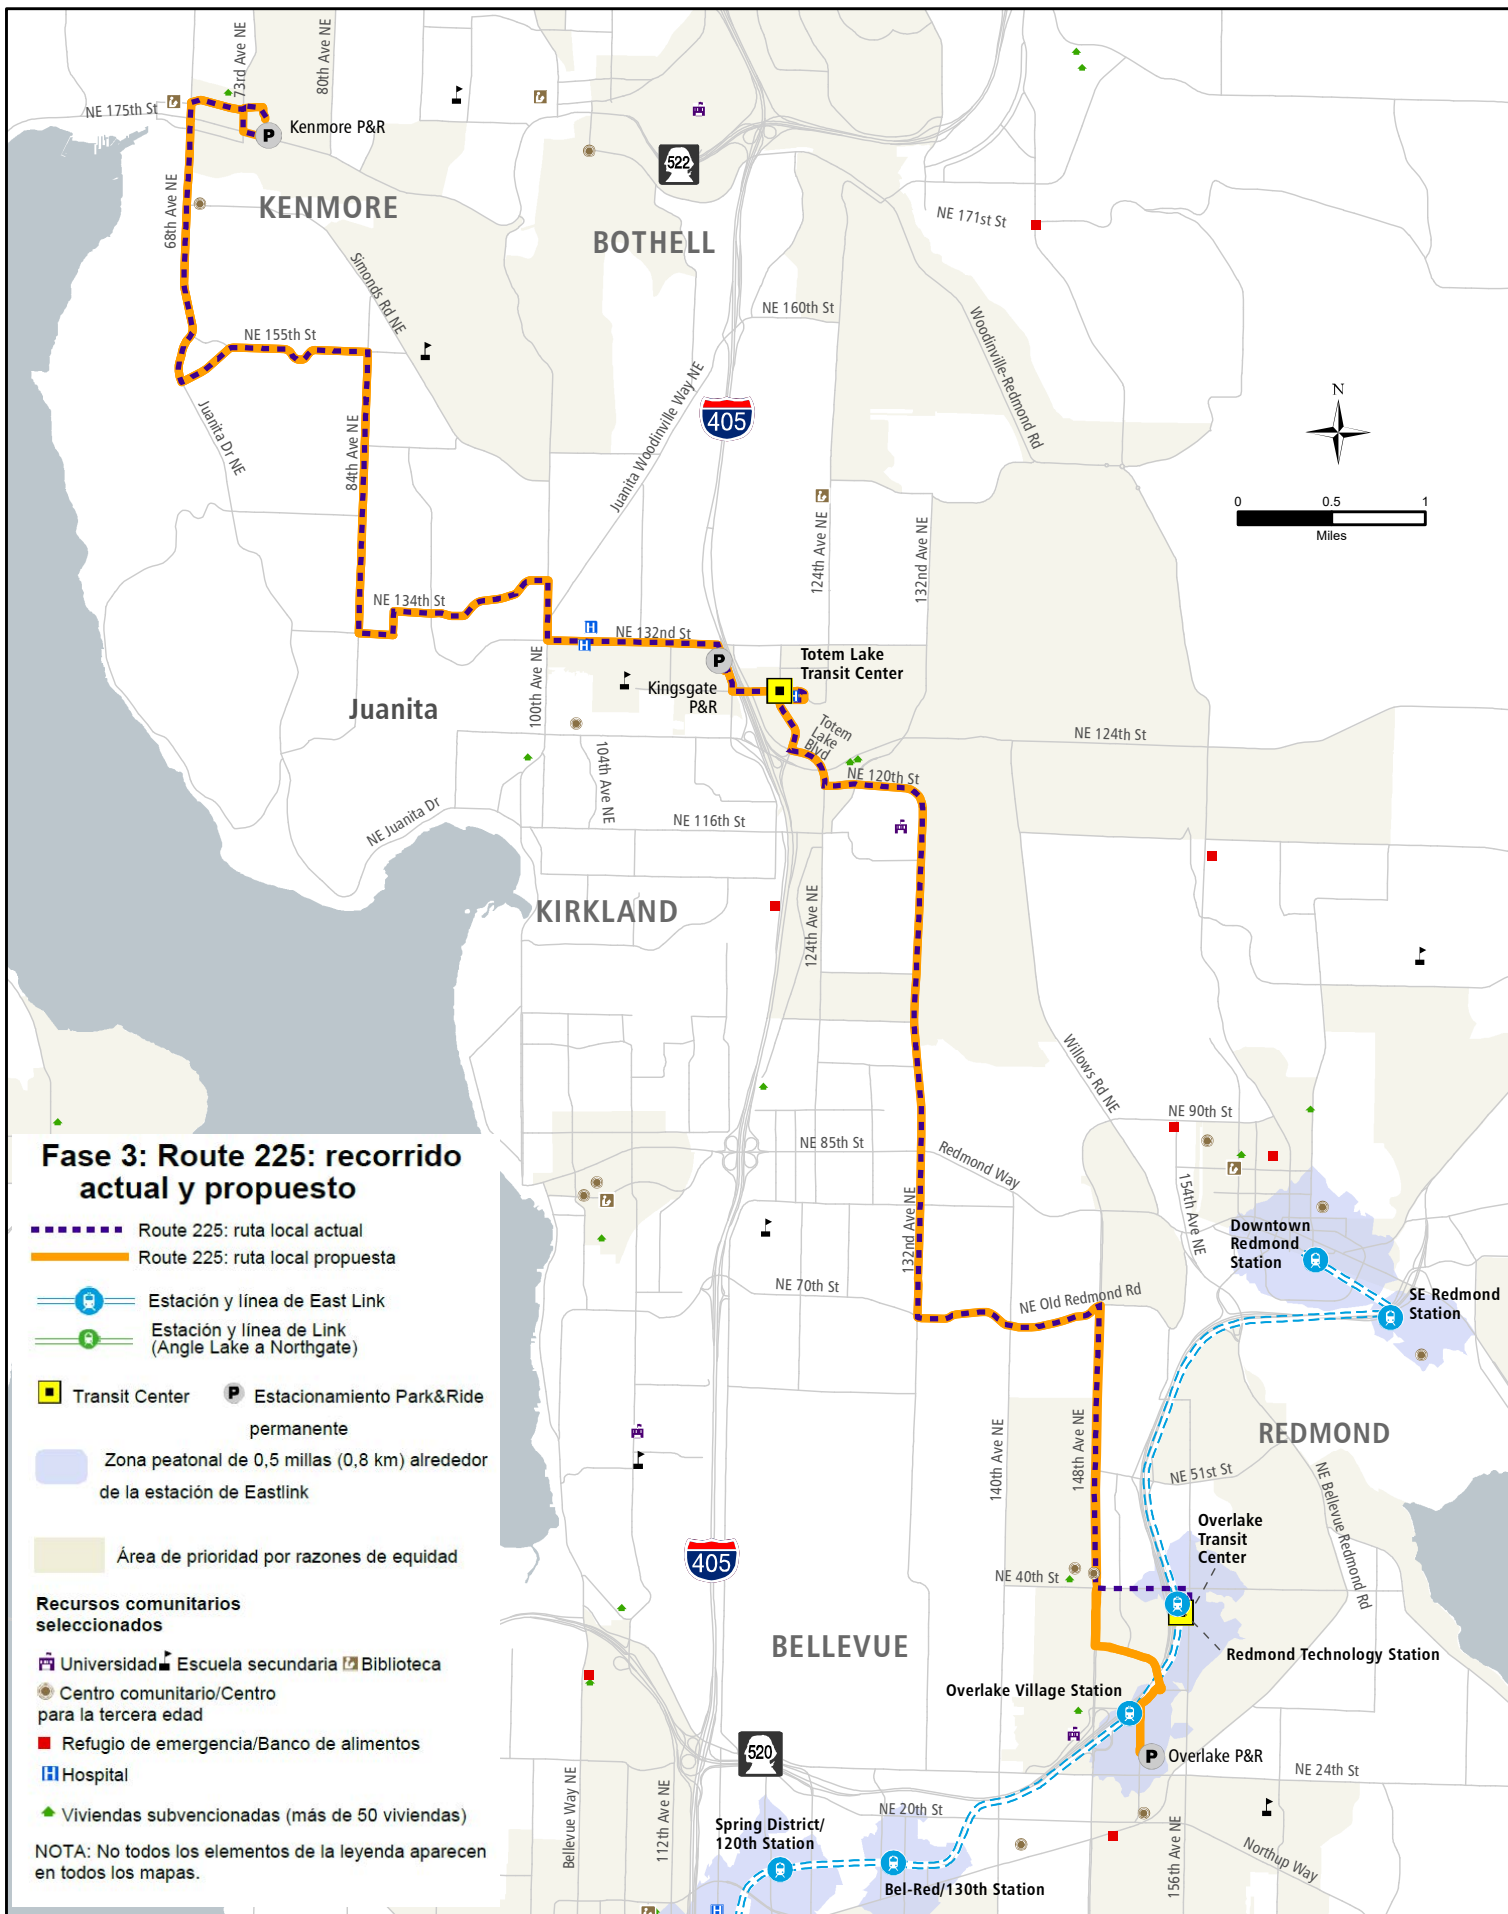 73rd Ave NE
80th Ave NE
NE 175th St
P
Kenmore P&R
522
68th Ave NE
KENMORE
BOTHELL
NE 171st St
Simonds Rd NE
NE 160th St
Woodinville-Redmond Rd
NE 155th St
Juanita Woodinville Way NE
405
N
Juanita Dr NE
84th Ave NE
0 0.5 1
Miles
124th Ave NE
132nd Ave NE
NE 134th St
H
NE 132nd St
H
P
Totem Lake
Transit Center
Kingsgate
P&R
H
100th Ave NE
Juanita
Totem
Lake
Blvd
NE 124th St
104th Ave NE
NE 120th St
NE Juanita Dr
NE 116th St
KIRKLAND
124th Ave NE
Willows Rd NE
NE 90th St
NE 85th St
Redmond Way
154th Ave NE
132nd Ave NE
Downtown
Redmond
Station
NE 70th St
NE Old Redmond Rd
SE Redmond
Station
140th Ave NE
148th Ave NE
REDMOND
NE 51st St
NE Bellevue Redmond Rd
Overlake
Transit
Center
405
NE 40th St
BELLEVUE
Redmond Technology Station
Overlake Village Station
520
P
Overlake P&R
NE 24th St
Bellevue Way NE
112th Ave NE
NE 20th St
Spring District/
120th Station
156th Ave NE
Northup Way
Bel-Red/130th Station
H
Fase 3: Route 225: recorrido
actual y propuesto
Route 225: ruta local actual
Route 225: ruta local propuesta
Estación y línea de East Link
Estación y línea de Link
(Angle Lake a Northgate)
Transit Center
P Estacionamiento Park&Ride
permanente
Zona peatonal de 0,5 millas (0,8 km) alrededor
de la estación de Eastlink
Área de prioridad por razones de equidad
Recursos comunitarios
seleccionados
Universidad Escuela secundaria Biblioteca
Centro comunitario/Centro
para la tercera edad
Refugio de emergencia/Banco de alimentos
H Hospital
Viviendas subvencionadas (más de 50 viviendas)
NOTA: No todos los elementos de la leyenda aparecen
en todos los mapas.